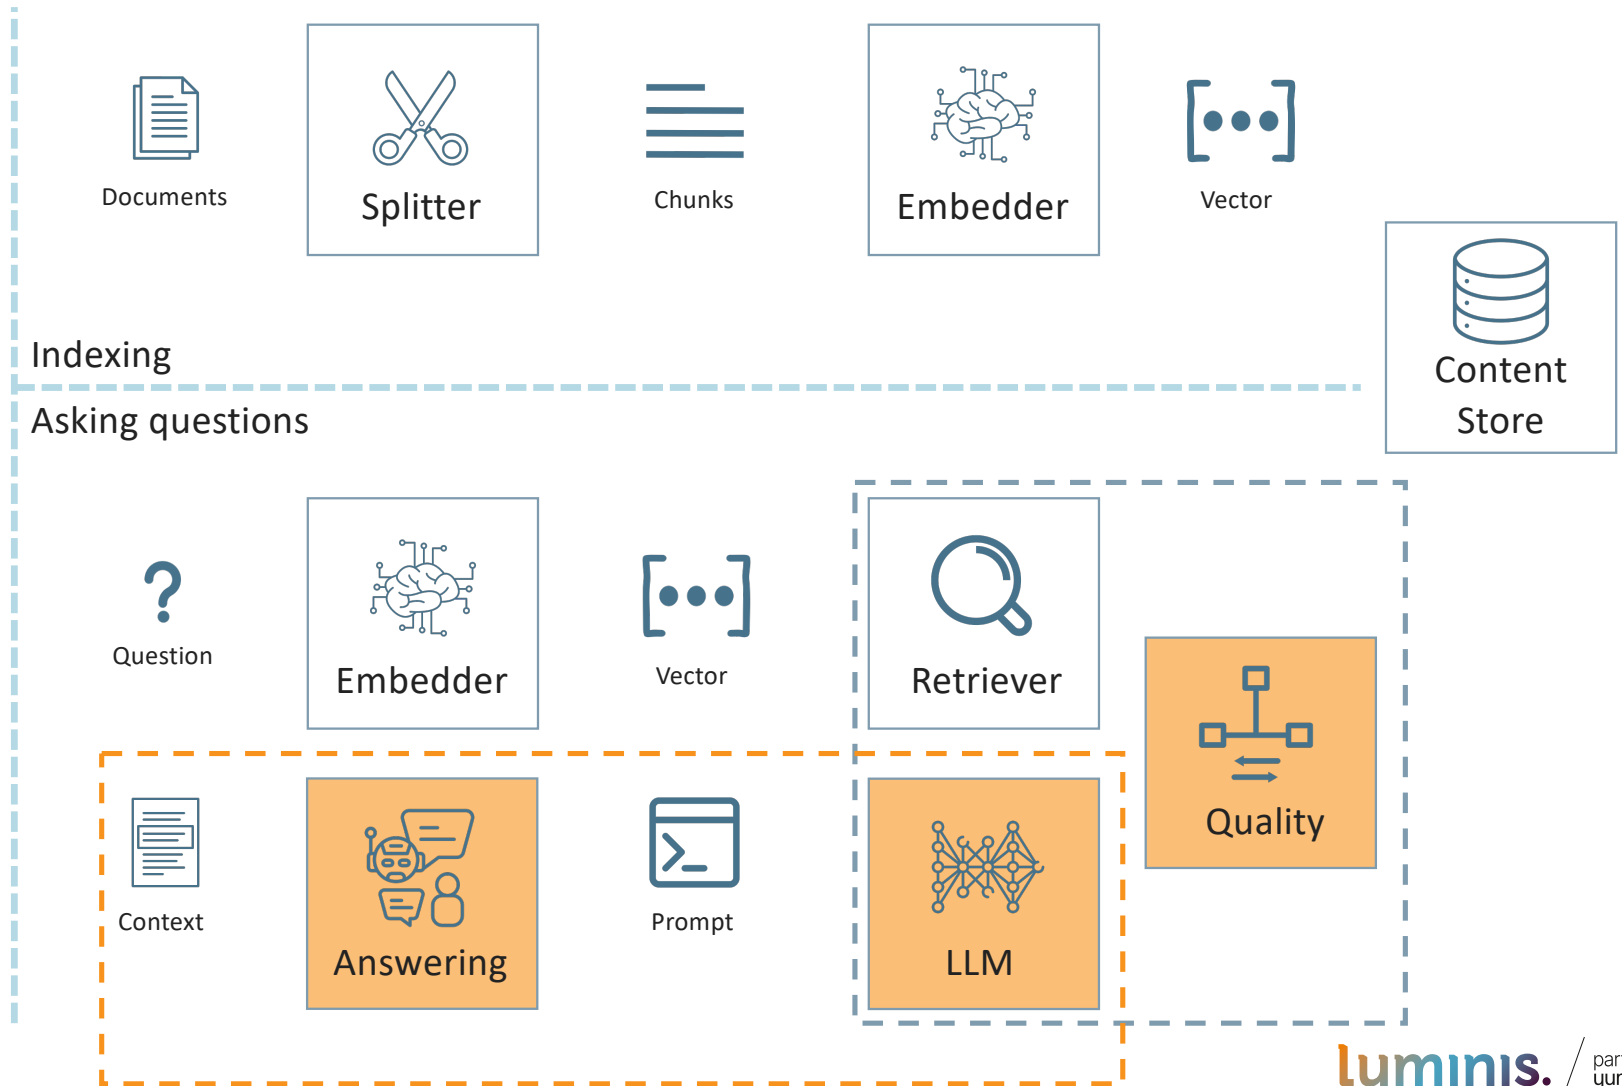 Documents
Splitter
Chunks
Embedder
Vector
Content
Store
Indexing
Asking questions
Question
Embedder
Vector
Retriever
Quality
Context
Answering
Prompt
LLM
luminis.